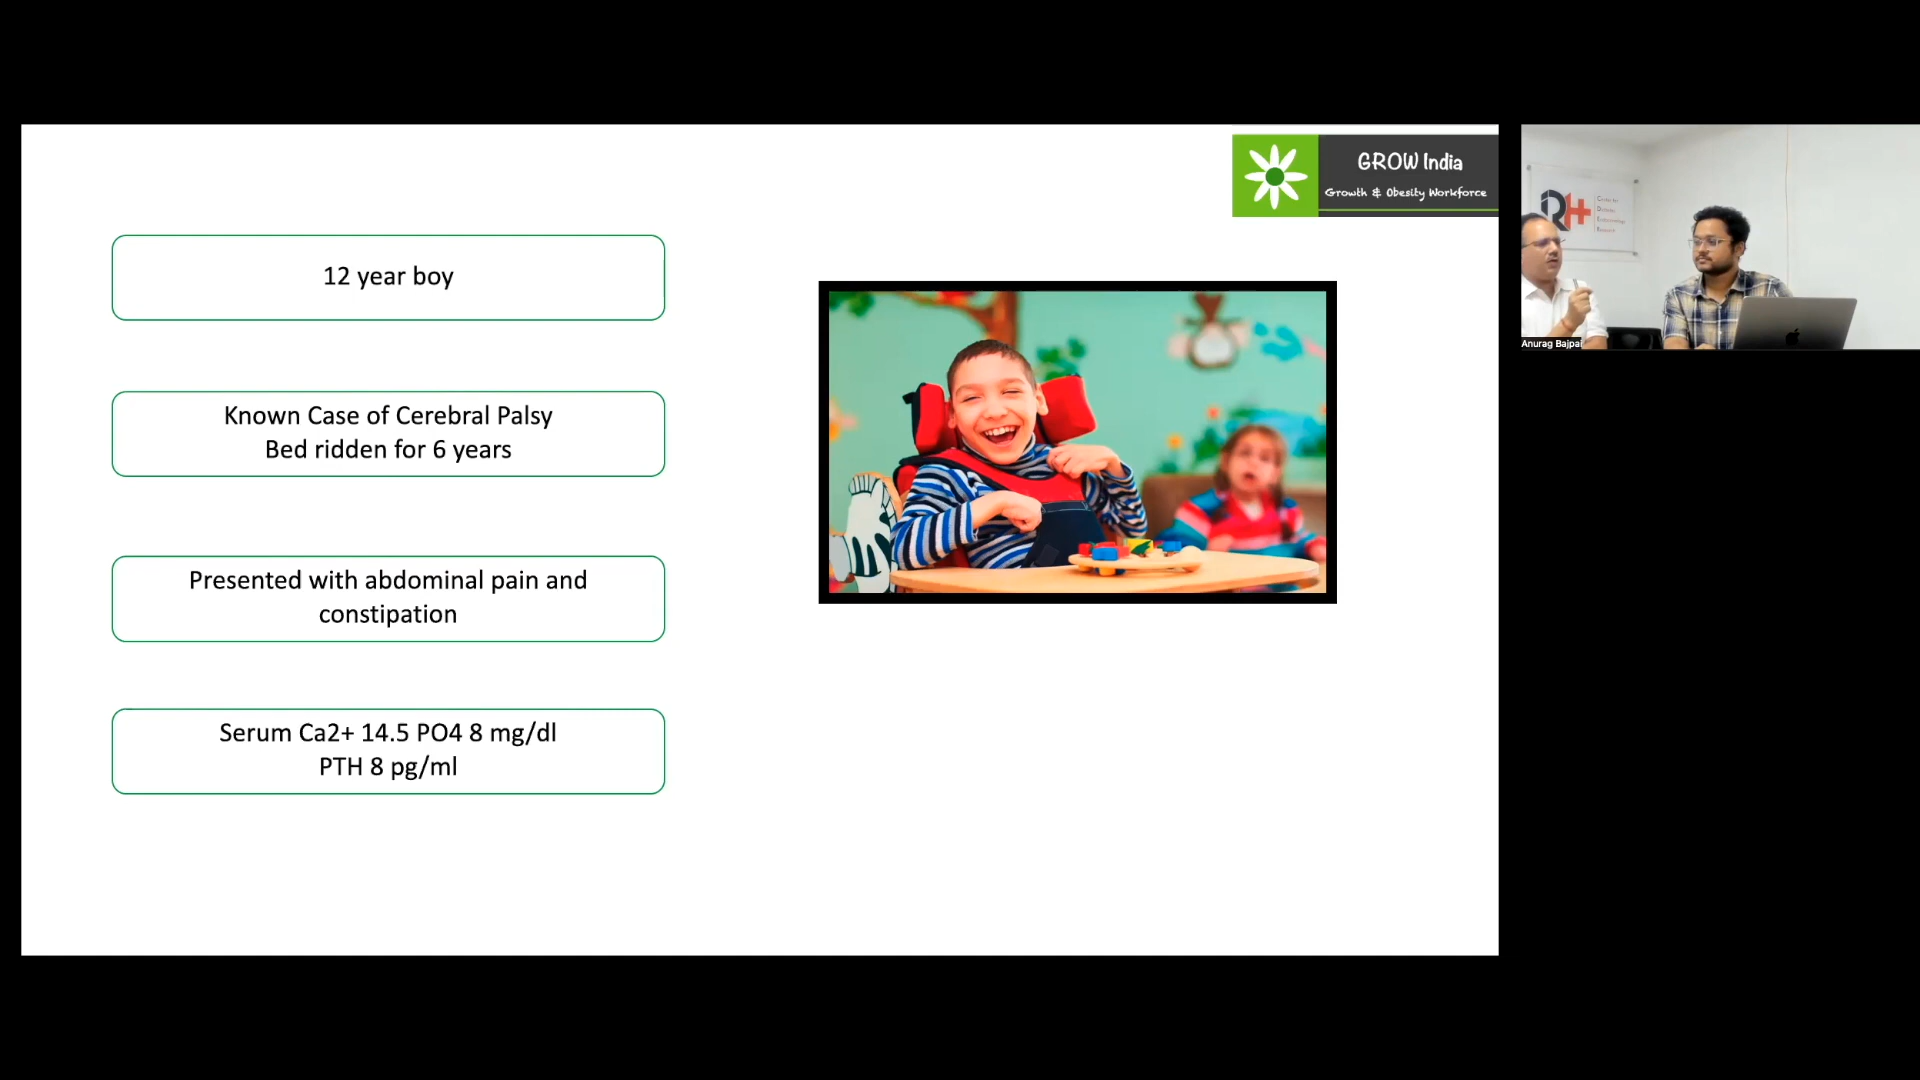 GROW India
Growth & Obesity Workforce
12 year boy
Known Case of Cerebral Palsy
Bed ridden for 6 years
Presented with abdominal pain and
constipation
Serum Ca2+ 14.5 PO4 8 mg/dl
PTH 8 pg/ml
Anurag Bajpai